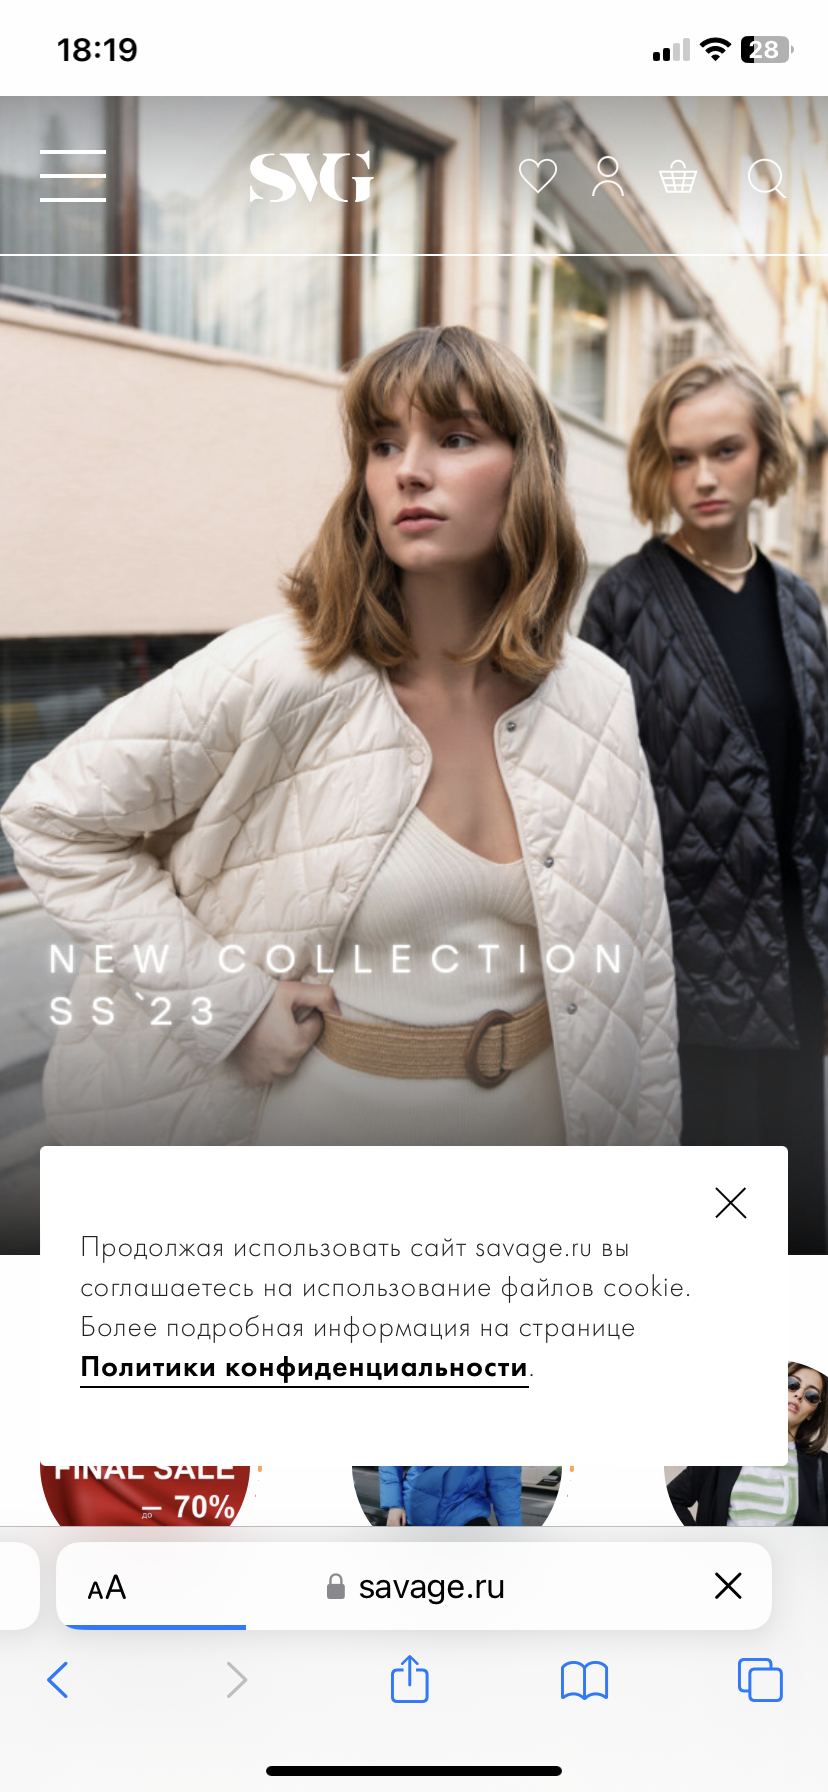 18:19
28
SVG
NEW COLLECTION
SS`23
Продолжая использовать сайт savage.ru вы
соглашаетесь на использование файлов cookie.
Более подробная информация на странице
Политики конфиденциальности.
FINAL SALE
до — 70%
AA
savage.ru